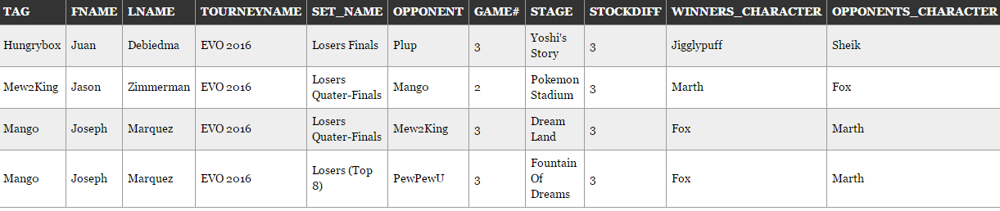 TAG FNAME LNAME TOURNEYNAME SET_NAME OPPONENT GAME# STAGE STOCKDIFF WINNERS_CHARACTER OPPONENTS_CHARACTER
Hungrybox Juan Debiedma EVO 2016 Losers Finals Plup 3 Yoshi's Story 3 Jigglypuff Sheik
Mew2King Jason Zimmerman EVO 2016 Losers Quater-Finals Mang0 2 Pokemon Stadium 3 Marth Fox
Mang0 Joseph Marquez EVO 2016 Losers Quater-Finals Mew2King 3 Dream Land 3 Fox Marth
Mang0 Joseph Marquez EVO 2016 Losers (Top 8) PewPewU 3 Fountain Of Dreams 3 Fox Marth